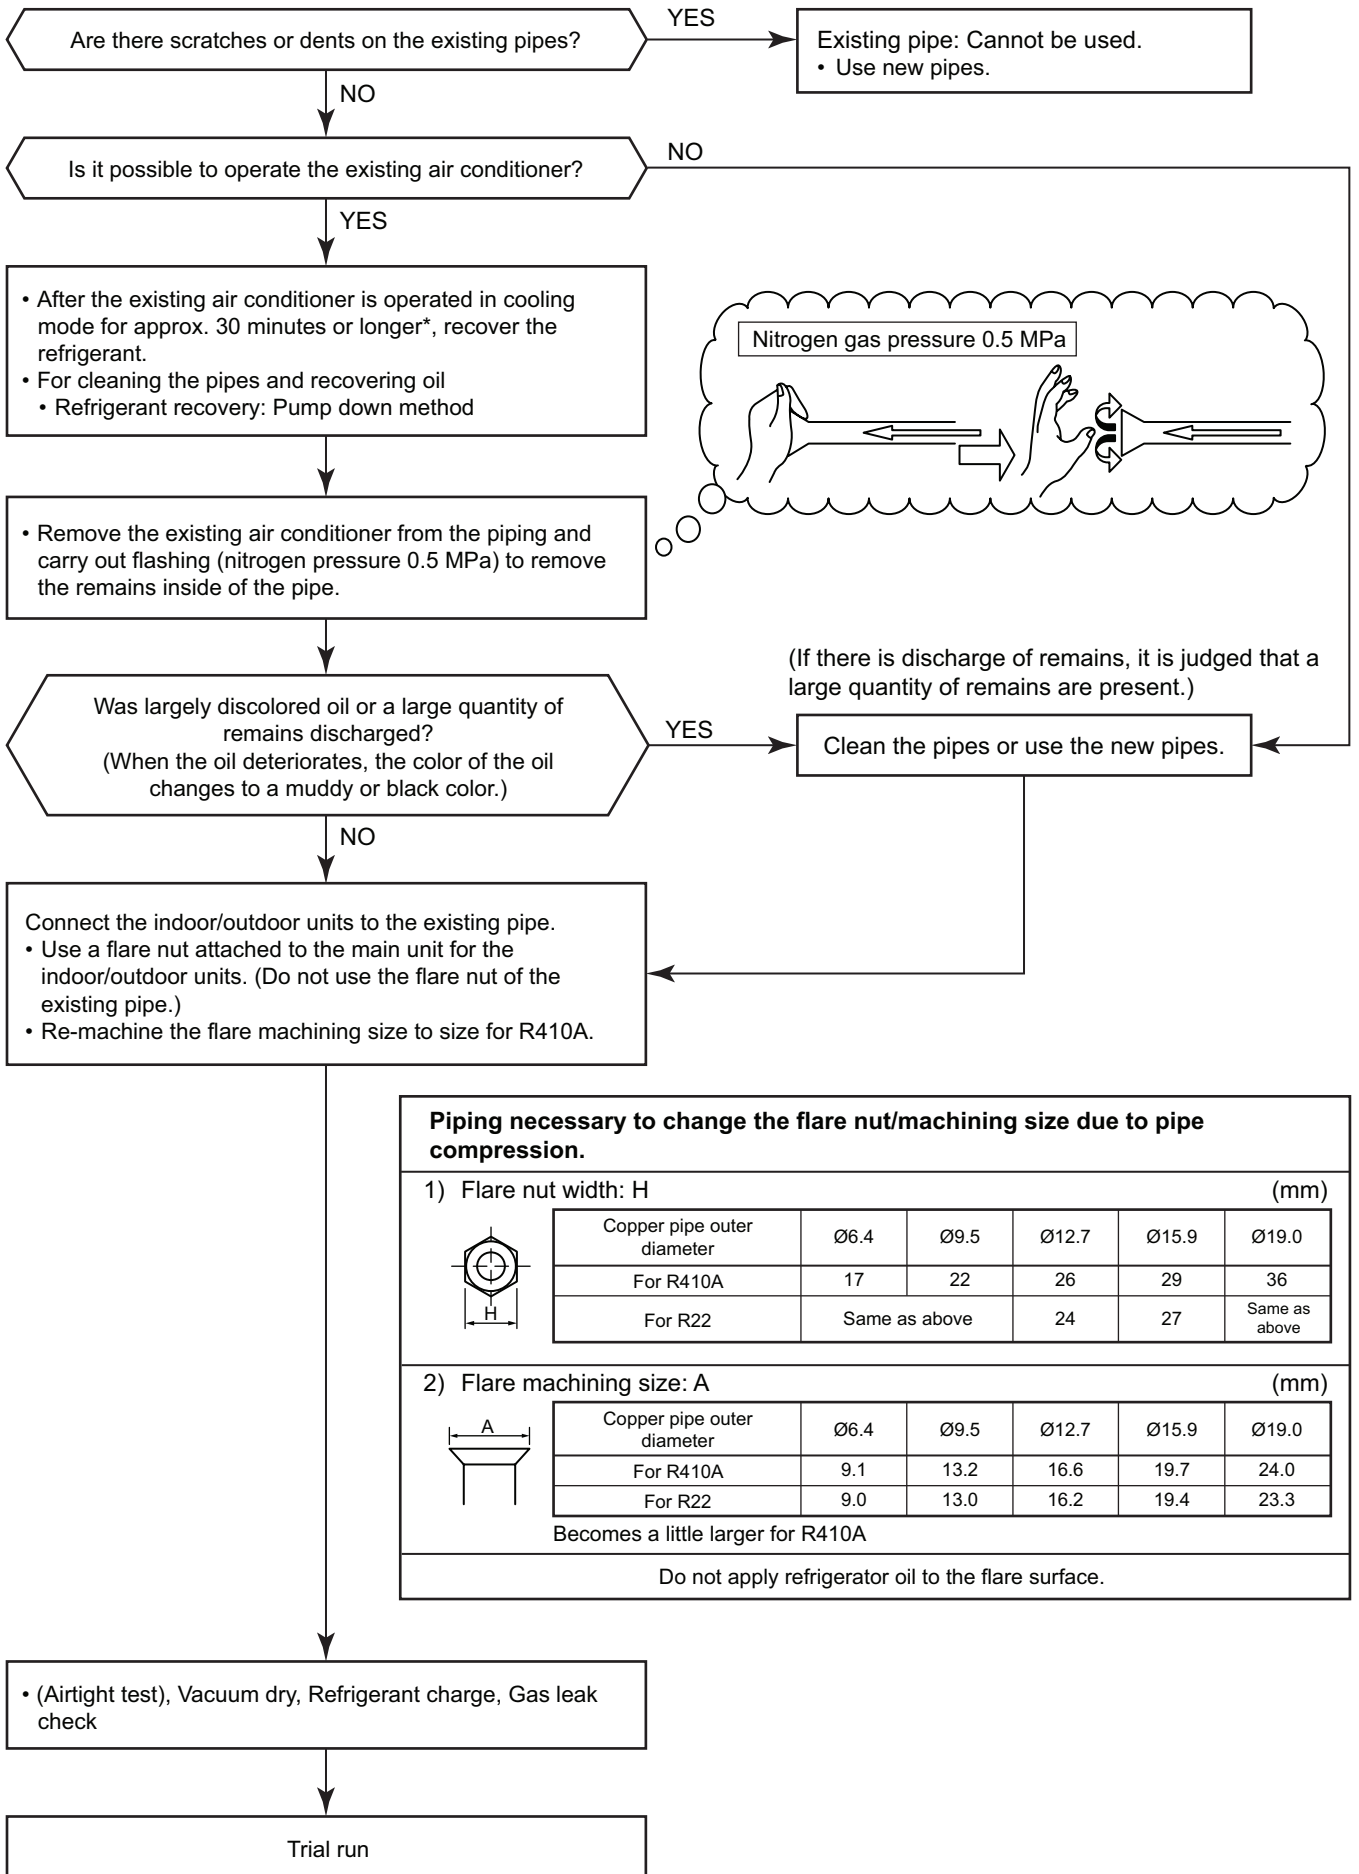 Are there scratches or dents on the existing pipes?
YES
Existing pipe: Cannot be used.
• Use new pipes.
NO
Is it possible to operate the existing air conditioner?
NO
YES
• After the existing air conditioner is operated in cooling
mode for approx. 30 minutes or longer*, recover the
refrigerant.
• For cleaning the pipes and recovering oil
• Refrigerant recovery: Pump down method
Nitrogen gas pressure 0.5 MPa
• Remove the existing air conditioner from the piping and
carry out flashing (nitrogen pressure 0.5 MPa) to remove
the remains inside of the pipe.
(If there is discharge of remains, it is judged that a
large quantity of remains are present.)
Was largely discolored oil or a large quantity of
remains discharged?
(When the oil deteriorates, the color of the oil
changes to a muddy or black color.)
YES
Clean the pipes or use the new pipes.
NO
Connect the indoor/outdoor units to the existing pipe.
• Use a flare nut attached to the main unit for the
indoor/outdoor units. (Do not use the flare nut of the
existing pipe.)
• Re-machine the flare machining size to size for R410A.
Piping necessary to change the flare nut/machining size due to pipe
compression.
1) Flare nut width: H (mm)
H
Copper pipe outer
diameter
Ø6.4 Ø9.5 Ø12.7 Ø15.9 Ø19.0
For R410A 17 22 26 29 36
For R22 Same as above 24 27 Same as
above
2) Flare machining size: A (mm)
A
Copper pipe outer
diameter
Ø6.4 Ø9.5 Ø12.7 Ø15.9 Ø19.0
For R410A 9.1 13.2 16.6 19.7 24.0
For R22 9.0 13.0 16.2 19.4 23.3
Becomes a little larger for R410A
Do not apply refrigerator oil to the flare surface.
• (Airtight test), Vacuum dry, Refrigerant charge, Gas leak
check
Trial run